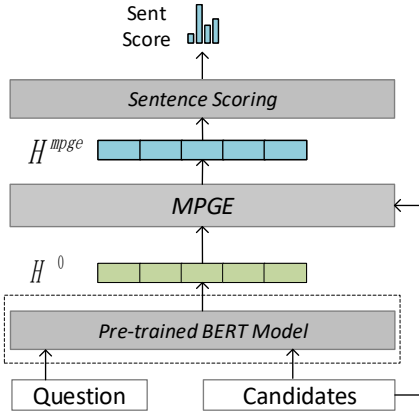 Sent
Score
Sentence Scoring
H^mpge
MPGE
H^0
Pre-trained BERT Model
Question Candidates